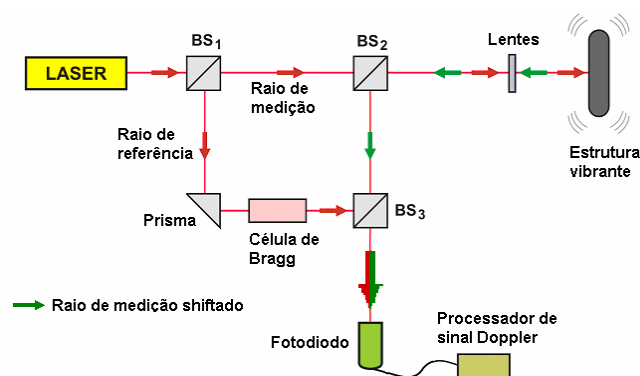 LASER
BS1
BS2
Lentes
Raio de
medição
Raio de
referência
Estrutura
vibrante
Prisma
Célula de
Bragg
BS3
Raio de medição shiftado
Fotodiodo
Processador de
sinal Doppler